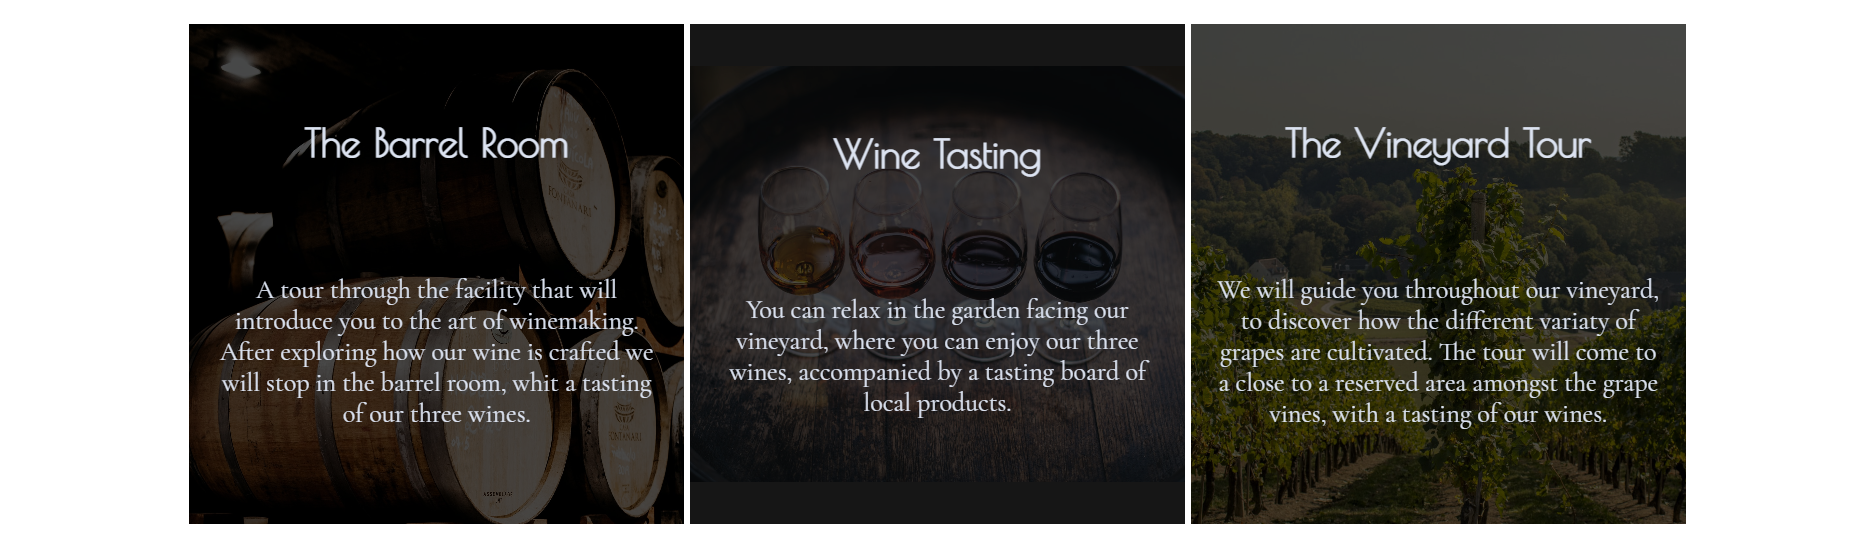 The Barrel Room
A tour through the facility that will
introduce you to the art of winemaking.
After exploring how our wine is crafted we
will stop in the barrel room, whit a tasting
of our three wines.
Wine Tasting
You can relax in the garden facing our
vineyard, where you can enjoy our three
wines, accompanied by a tasting board of
local products.
The Vineyard Tour
We will guide you throughout our vineyard,
to discover how the different variaty of
grapes are cultivated. The tour will come to
a close to a reserved area amongst the grape
vines, with a tasting of our wines.